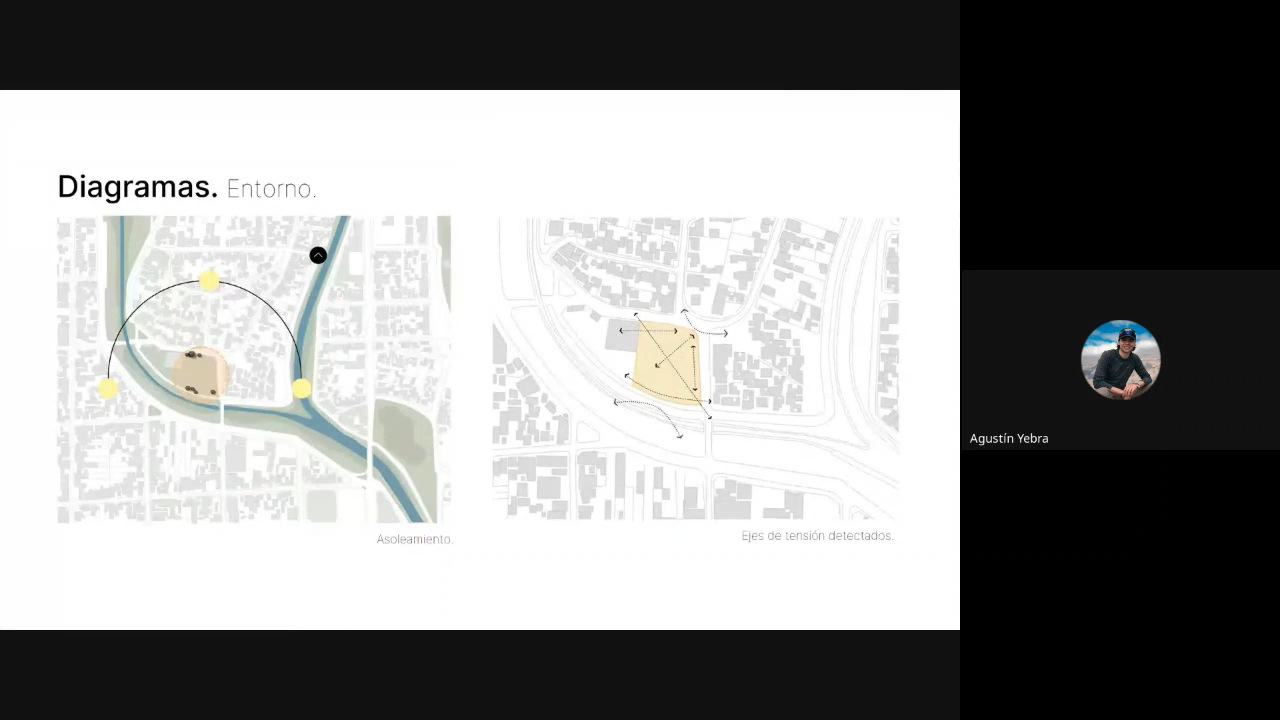 Diagramas. Entorno.
Asoleamiento.
Ejes de tensión detectados.
Agustín Yebra